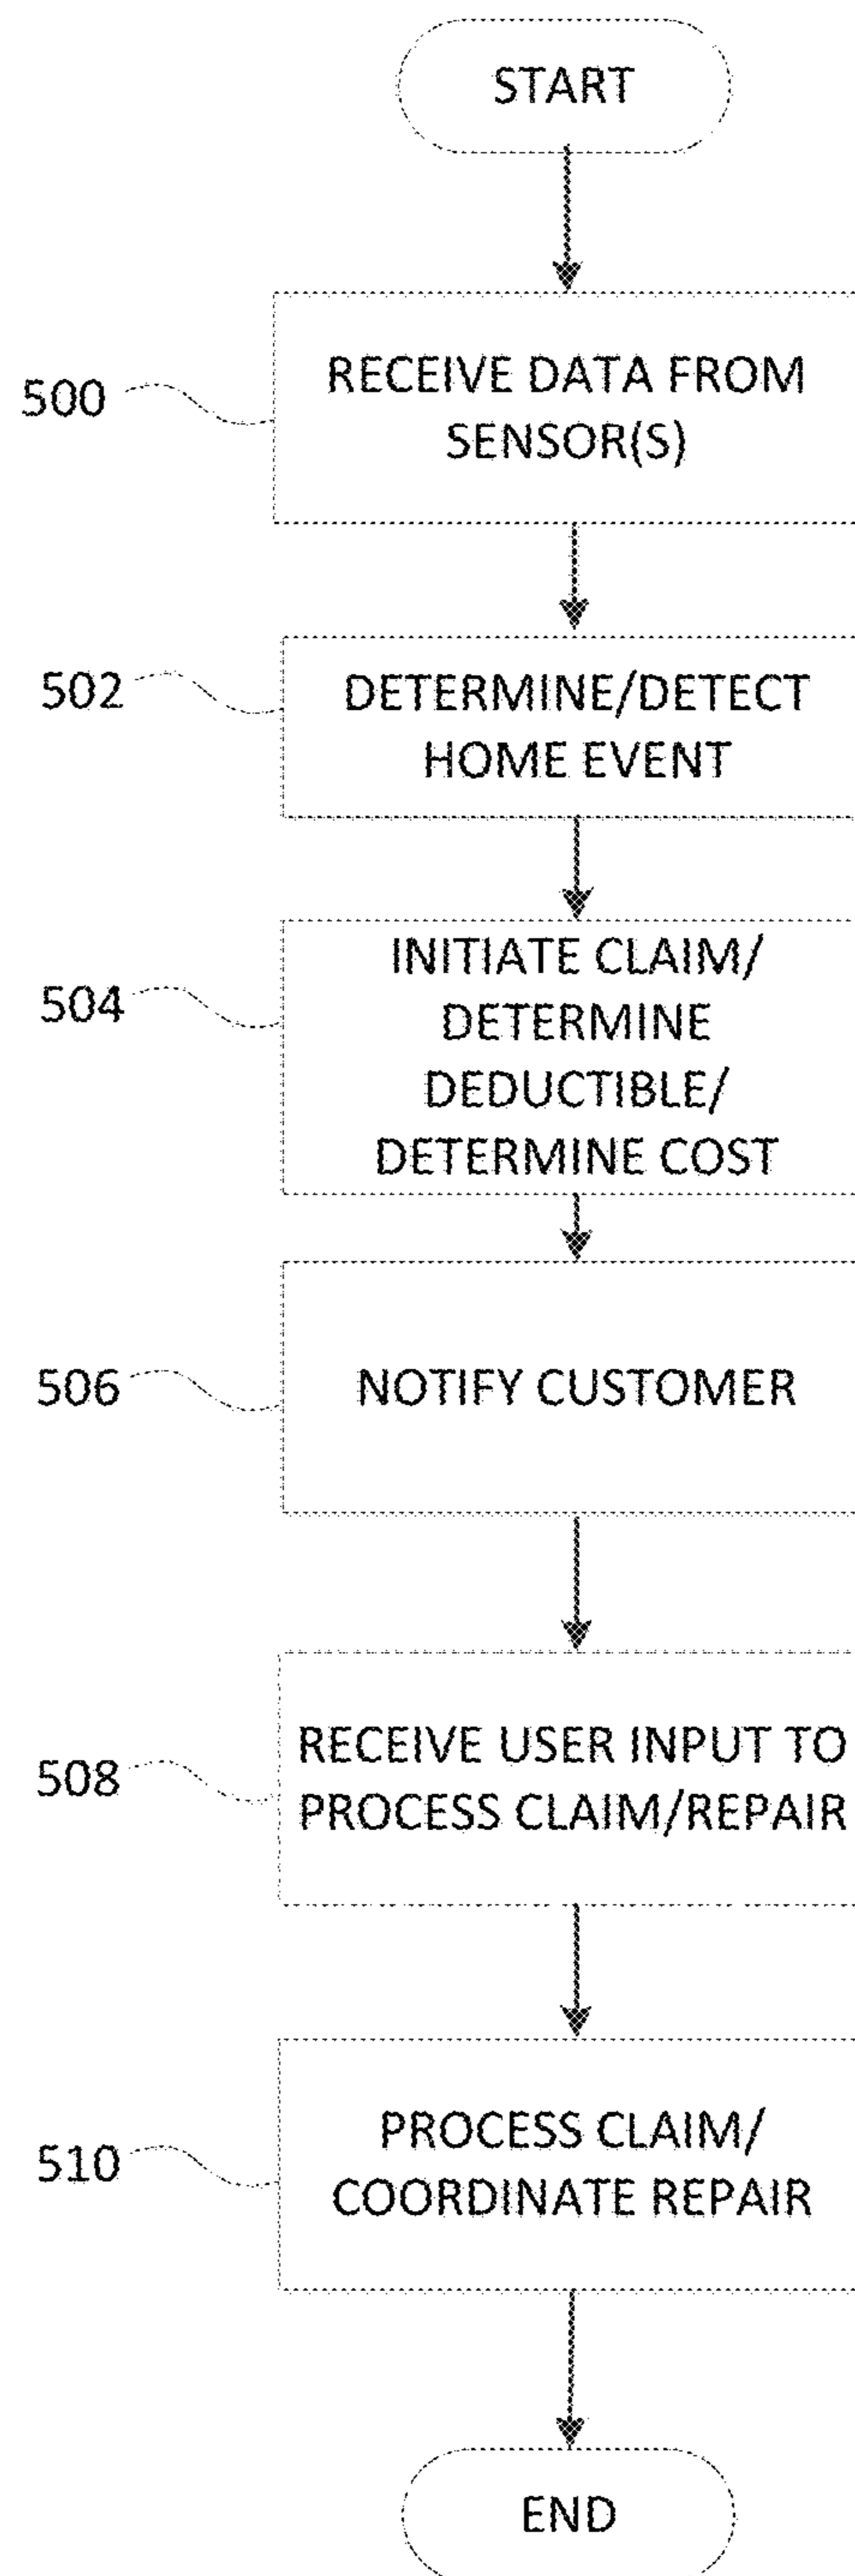 START
500
RECEIVE DATA FROM
SENSOR(S)
502
DETERMINE/DETECT
HOME EVENT
504
INITIATE CLAIM/
DETERMINE
DEDUCTIBLE/
DETERMINE COST
506
NOTIFY CUSTOMER
508
RECEIVE USER INPUT TO
PROCESS CLAIM/REPAIR
510
PROCESS CLAIM/
COORDINATE REPAIR
END